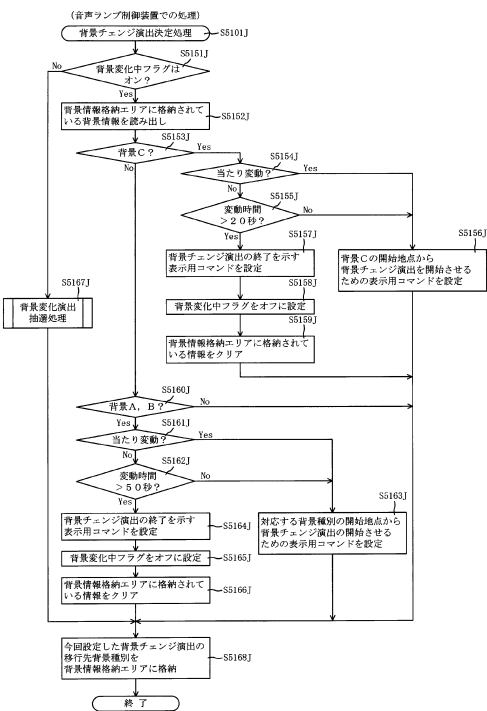 (音声ランプ制御装置での処理)
背景チェンジ演出決定処理
S5101J
S5151J
背景変化中フラグは
オン?
No
Yes
背景情報格納エリアに格納されて
いる背景情報を読み出し
S5152J
S5153J
背景C?
Yes
No
S5154J
当たり変動?
Yes
No
S5155J
変動時間
>20秒?
No
Yes
S5156J
背景Cの開始地点から
背景チェンジ演出を開始させる
ための表示用コマンドを設定
S5157J
背景チェンジ演出の終了を示す
表示用コマンドを設定
S5158J
背景変化中フラグをオフに設定
S5159J
背景情報格納エリアに格納されて
いる情報をクリア
S5167J
背景変化演出
抽選処理
S5160J
背景A,B?
No
Yes
S5161J
当たり変動?
Yes
No
S5162J
変動時間
>50秒?
No
Yes
S5163J
対応する背景種別の開始地点から
背景チェンジ演出の開始させる
ための表示用コマンドを設定
背景チェンジ演出の終了を示す
表示用コマンドを設定
S5164J
背景変化中フラグをオフに設定
S5165J
背景情報格納エリアに格納されて
いる情報をクリア
S5166J
今回設定した背景チェンジ演出の
移行先背景種別を
背景情報格納エリアに格納
S5168J
終了